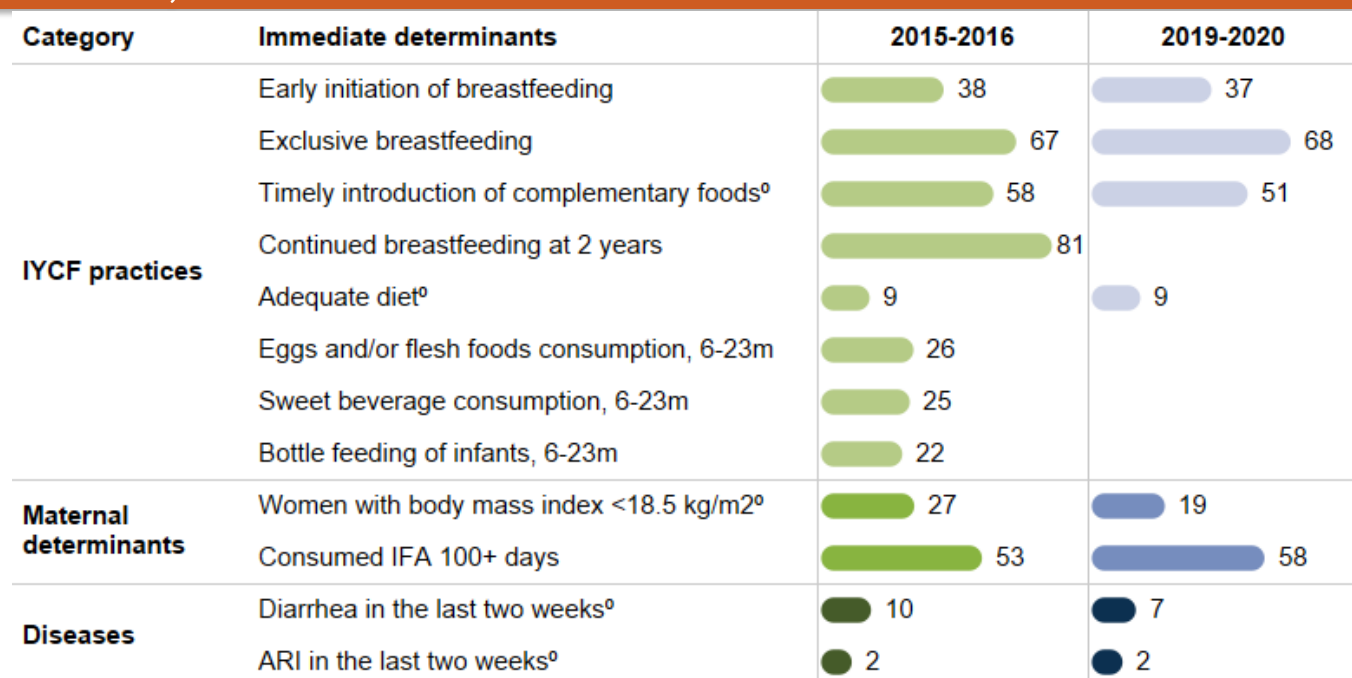 Category Immediate determinants 2015-2016 2019-2020
Early initiation of breastfeeding 38 37
Exclusive breastfeeding 67 68
Timely introduction of complementary foods⁰ 58 51
Continued breastfeeding at 2 years 81
IYCF practices
Adequate diet⁰ 9 9
Eggs and/or flesh foods consumption, 6-23m 26
Sweet beverage consumption, 6-23m 25
Bottle feeding of infants, 6-23m 22
Maternal
determinants
Women with body mass index <18.5 kg/m2⁰ 27 19
Consumed IFA 100+ days 53 58
Diseases
Diarrhea in the last two weeks⁰ 10 7
ARI in the last two weeks⁰ 2 2